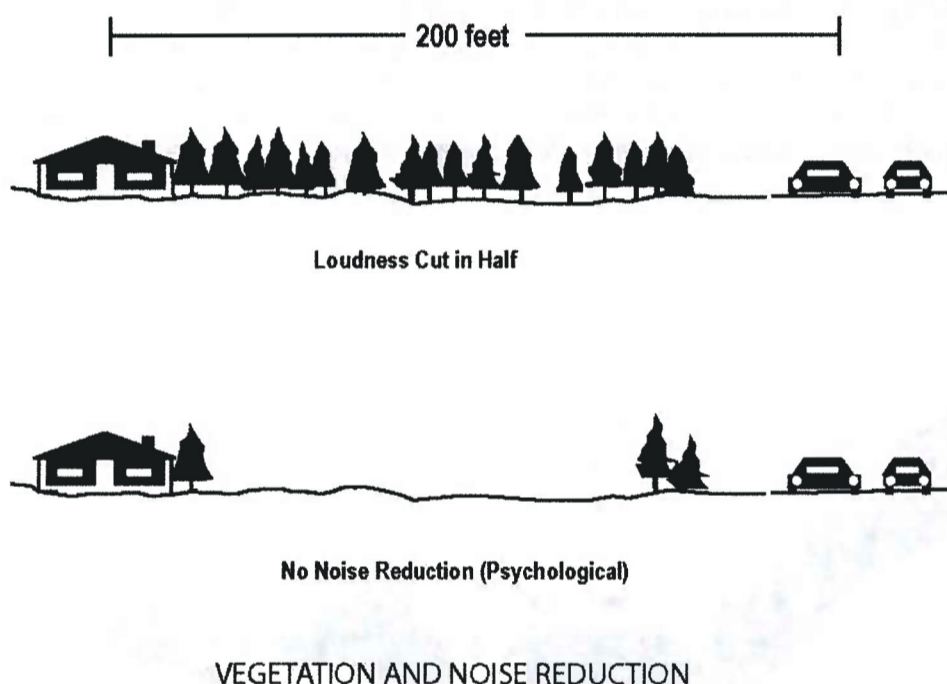 200 feet
Loudness Cut in Half
No Noise Reduction (Psychological)
VEGETATION AND NOISE REDUCTION